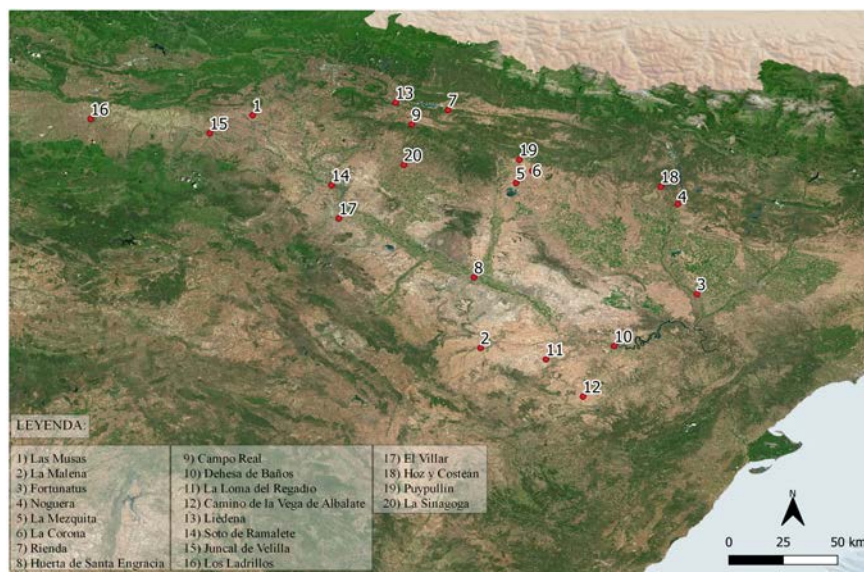 13
7
1
16
9
15
19
20
6
5
18
14
4
17
8
3
2
10
11
12
LEYENDA:
1) Las Musas
2) La Malena
3) Fortunatus
4) Noguera
5) La Mezquita
6) La Corona
7) Rienda
8) Huerta de Santa Engracia
9) Campo Real
10) Dehesa de Baños
11) La Loma del Regadío
12) Camino de la Vega de Albalate
13) Liédena
14) Soto de Ramalete
15) Juncal de Velilla
16) Los Ladrillos
17) El Villar
18) Hoz y Costeán
19) Puypullín
20) La Sinagoga
N
0 25 50 km